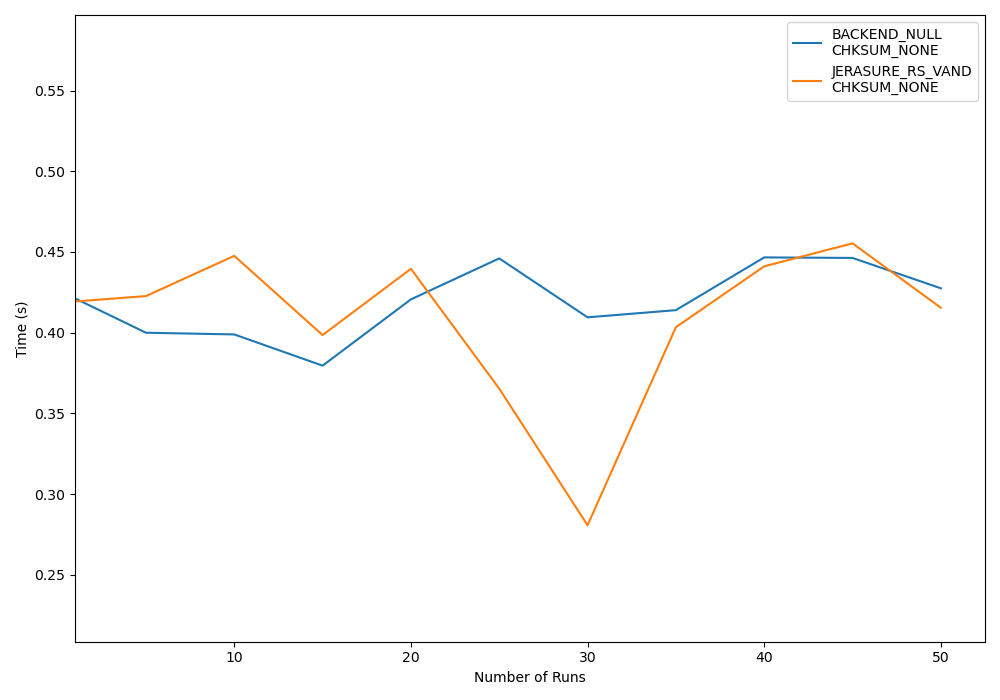 BACKEND_NULL
CHKSUM_NONE
JERASURE_RS_VAND
CHKSUM_NONE
0.55
0.50
0.45
0.40
0.35
0.30
0.25
Time (s)
10 20 30 40 50
Number of Runs